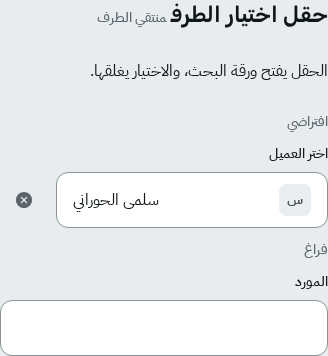 حقل اختيار الطرف منتقي الطرف
الحقل يفتح ورقة البحث، والاختيار يغلقها.
افتراضي
اختر العميل
س سلمى الحوراني
فراغ
المورد